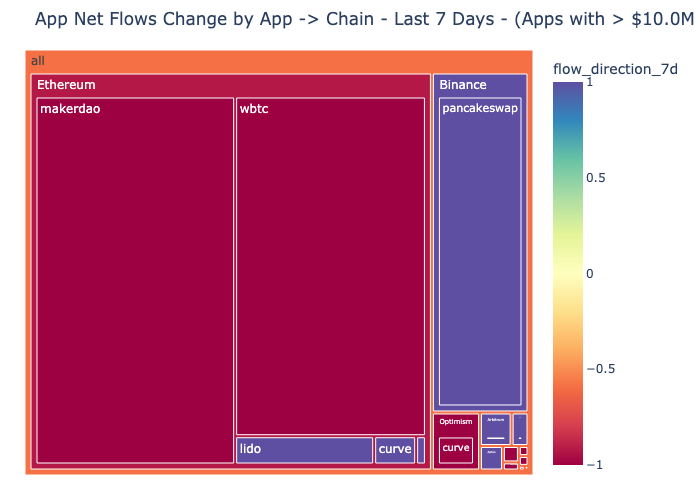 App Net Flows Change by App -> Chain - Last 7 Days - (Apps with > $10.0M
all
Ethereum
makerdao
wbtc
lido
curve
Binance
pancakeswap
Optimism
curve
Arbitrum
flow_direction_7d
1
0.5
0
−0.5
−1